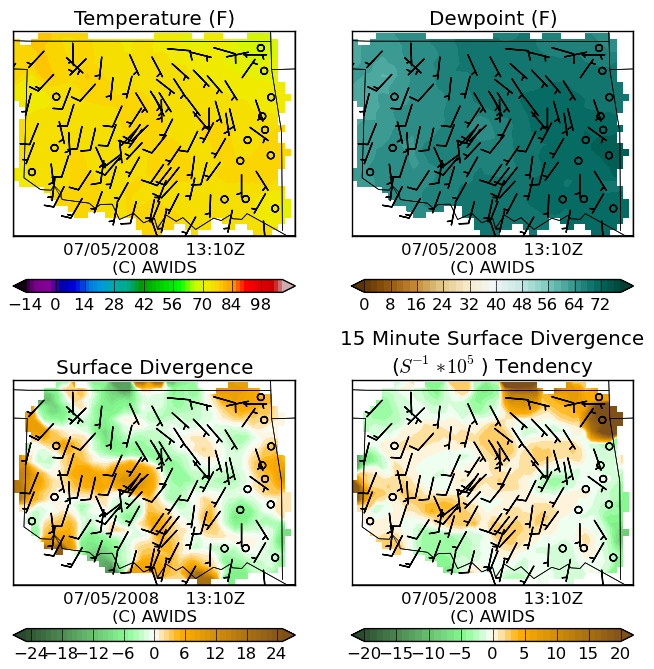 Temperature (F)
Dewpoint (F)
07/05/2008 13:10Z
(C) AWIDS
−14 0 14 28 42 56 70 84 98
07/05/2008 13:10Z
(C) AWIDS
0 8 16 24 32 40 48 56 64 72
Surface Divergence
15 Minute Surface Divergence
(S⁻¹ * 10⁵ ) Tendency
07/05/2008 13:10Z
(C) AWIDS
−24 −18 −12 −6 0 6 12 18 24
07/05/2008 13:10Z
(C) AWIDS
−20 −15 −10 −5 0 5 10 15 20